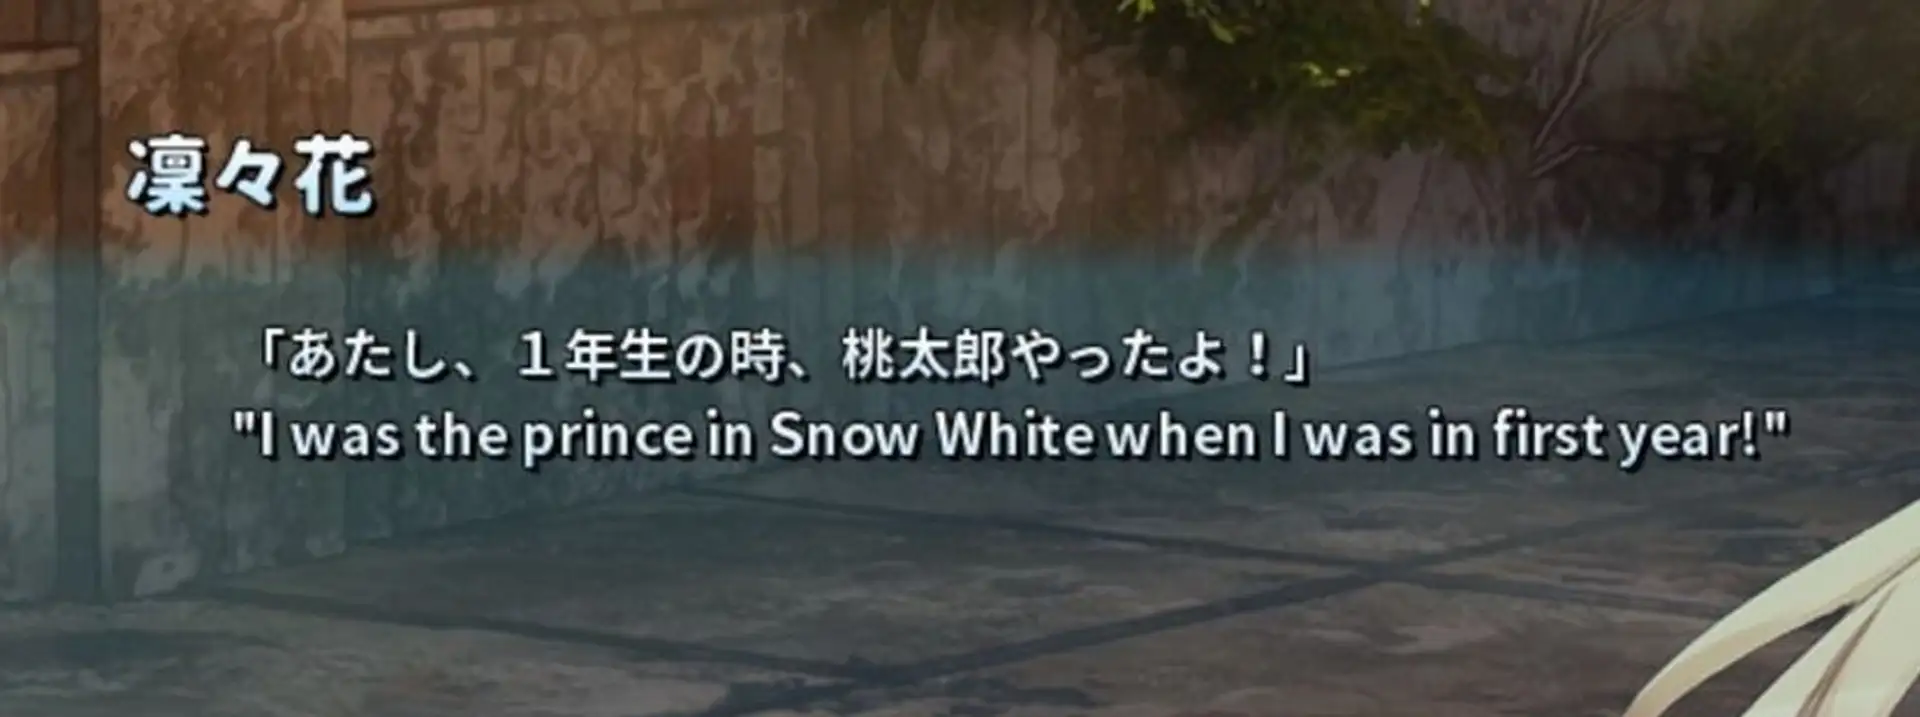 凛々花
「あたし、１年生の時、桃太郎やったよ！」
"I was the prince in Snow White when I was in first year!"